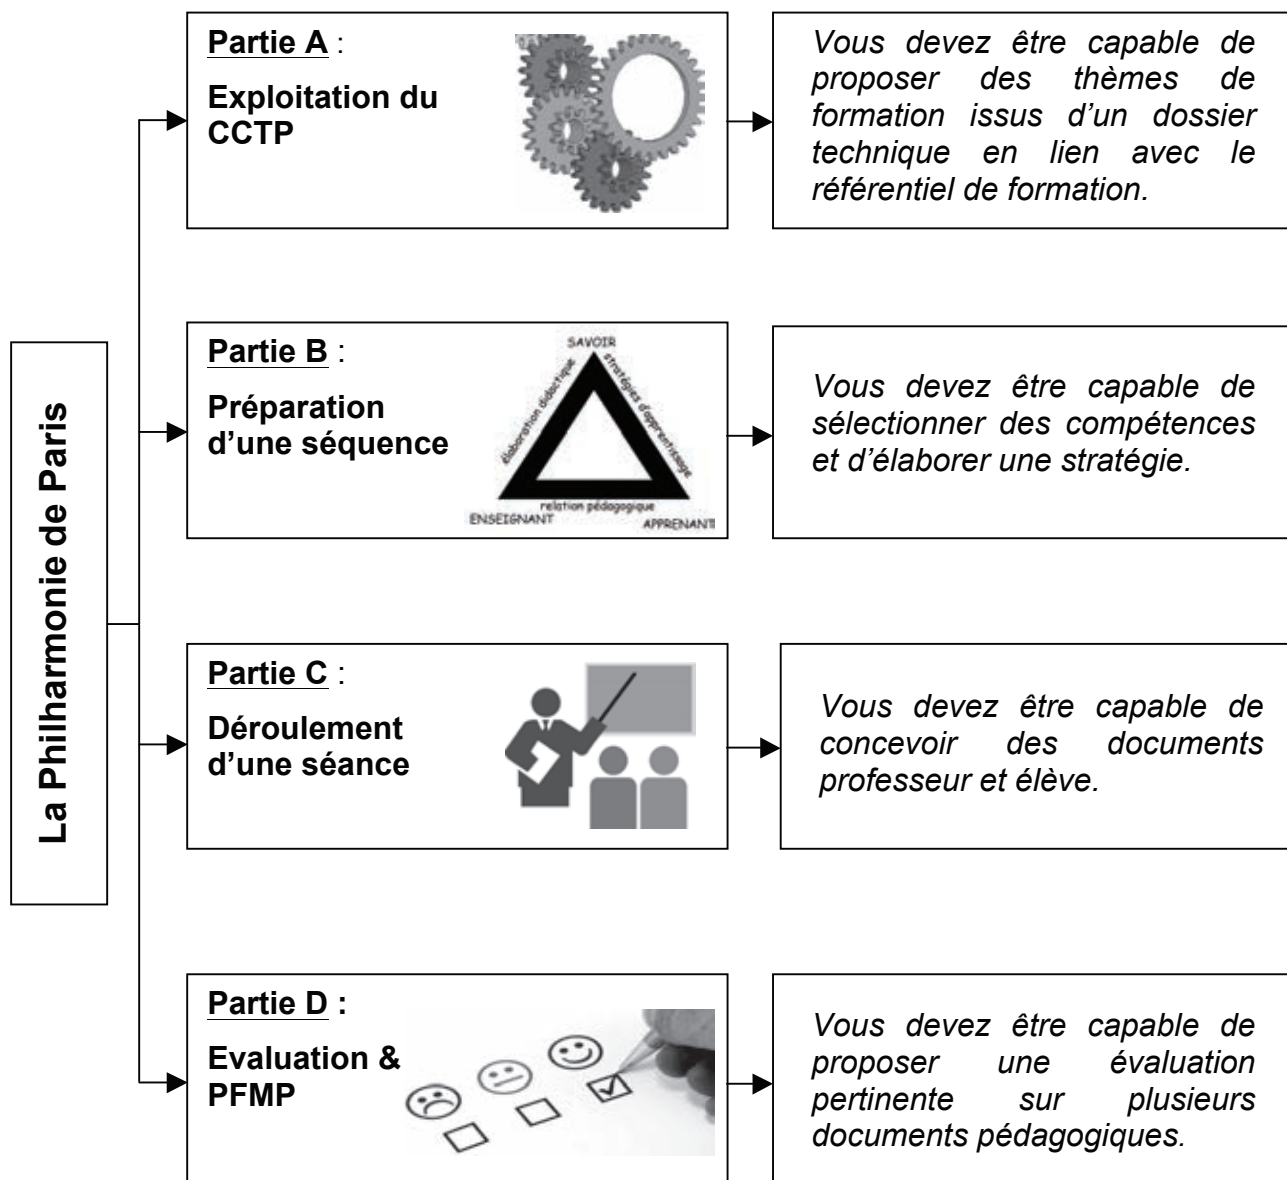 La Philharmonie de Paris
Partie A :
Exploitation du
CCTP
Vous devez être capable de
proposer des thèmes de
formation issus d’un dossier
technique en lien avec le
référentiel de formation.
Partie B :
Préparation
d’une séquence
SAVOIR
élaboration didactique
stratégies d'apprentissage
relation pédagogique
ENSEIGNANT
APPRENANT
Vous devez être capable de
sélectionner des compétences
et d’élaborer une stratégie.
Partie C :
Déroulement
d’une séance
Vous devez être capable de
concevoir des documents
professeur et élève.
Partie D :
Evaluation &
PFMP
Vous devez être capable de
proposer une évaluation
pertinente sur plusieurs
documents pédagogiques.